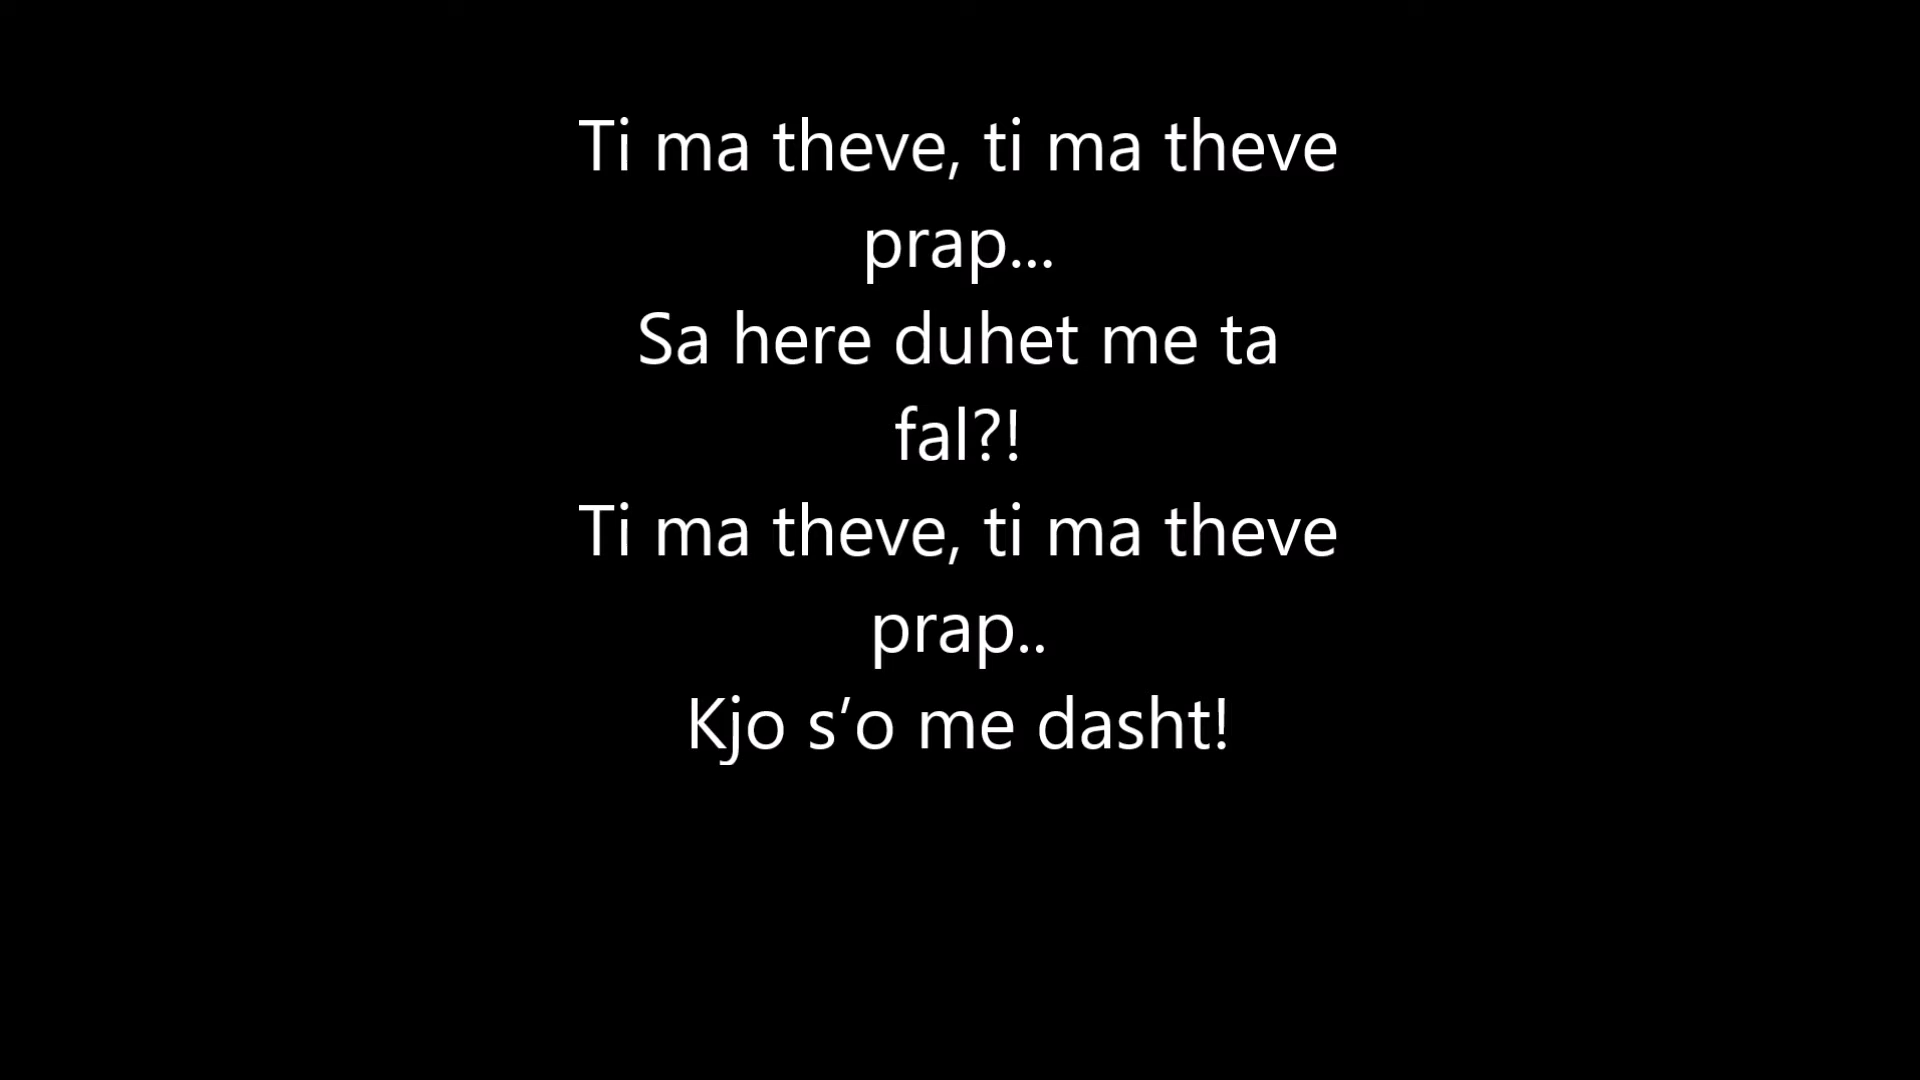 Ti ma theve, ti ma theve
prap...
Sa here duhet me ta
fal?!
Ti ma theve, ti ma theve
prap..
Kjo s’o me dasht!